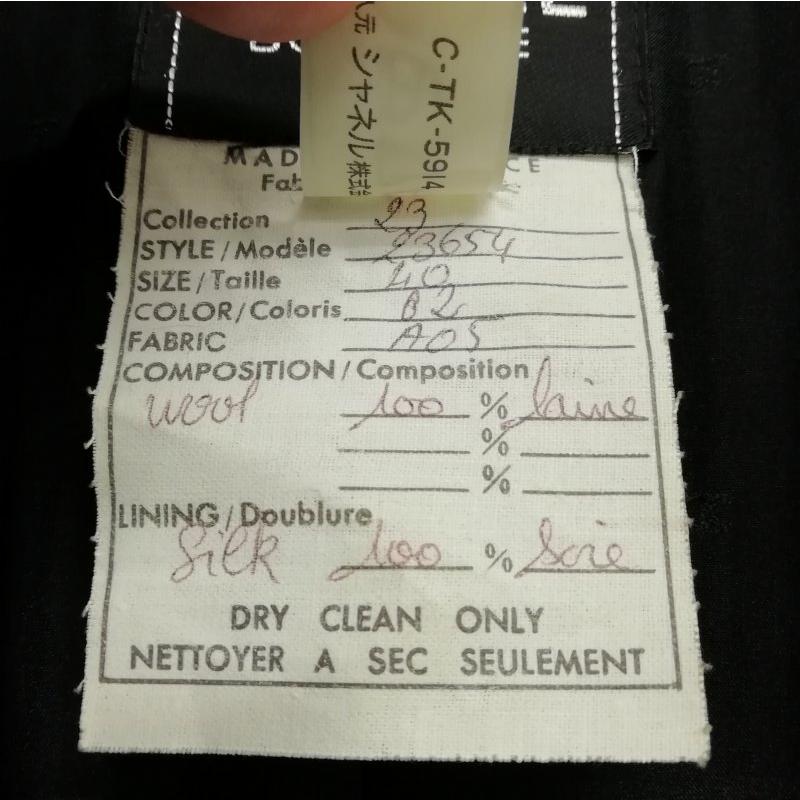 C-TK-5914
元 シャネル株式
MAD CE
Fab
Collection 23
STYLE/Modèle 23654
SIZE/Taille 40
COLOR/Coloris B2
FABRIC A05
COMPOSITION/Composition
wool 100 % laine
%
%
LINING/Doublure
Silk 100 % Soie
DRY CLEAN ONLY
NETTOYER A SEC SEULEMENT